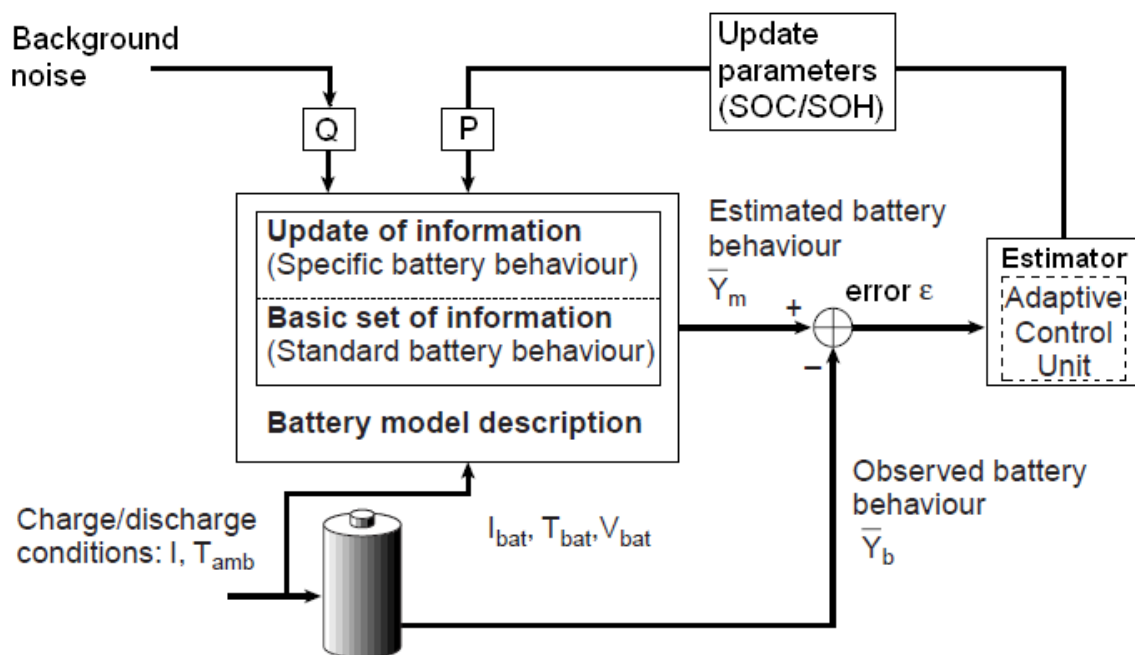 Background
noise
Update
parameters
(SOC/SOH)
Q
P
Update of information
(Specific battery behaviour)
Basic set of information
(Standard battery behaviour)
Battery model description
Estimated battery
behaviour
Y̅m
+
error ε
−
Estimator
Adaptive
Control
Unit
Observed battery
behaviour
Y̅b
Charge/discharge
conditions: I, Tamb
Ibat, Tbat,Vbat